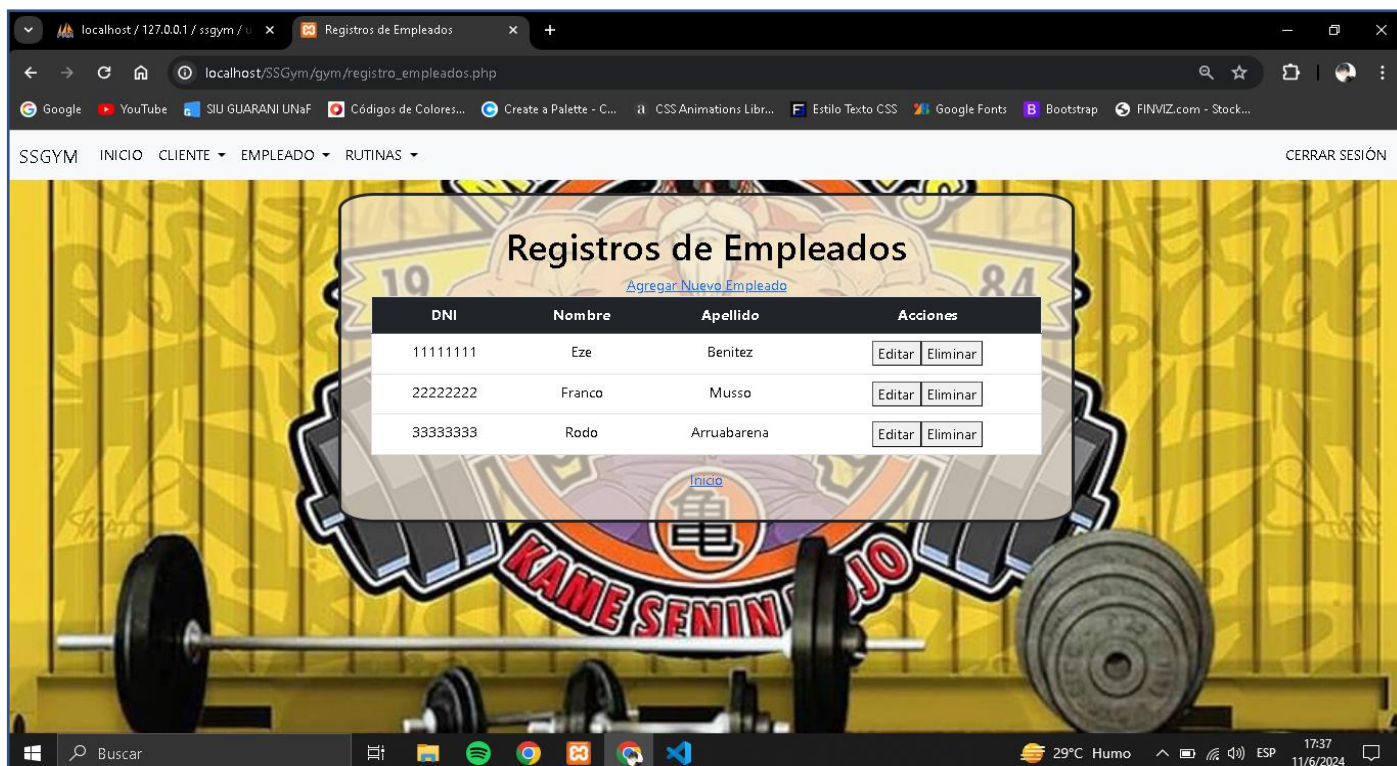 localhost / 127.0.0.1 / ssgym / u
Registros de Empleados
localhost/SSGym/gym/registro_empleados.php
Google YouTube SIU GUARANI UNaF Códigos de Colores... Create a Palette - C... CSS Animations Libr... Estilo Texto CSS Google Fonts Bootstrap FINVIZ.com - Stock...
SSGYM INICIO CLIENTE EMPLEADO RUTINAS CERRAR SESIÓN
Registros de Empleados
19 84
Agregar Nuevo Empleado
DNI Nombre Apellido Acciones
11111111 Eze Benitez Editar Eliminar
22222222 Franco Musso Editar Eliminar
33333333 Rodo Arruabarena Editar Eliminar
Inicio
亀
KAME SENIN
Buscar
29°C Humo ESP 17:37
11/6/2024